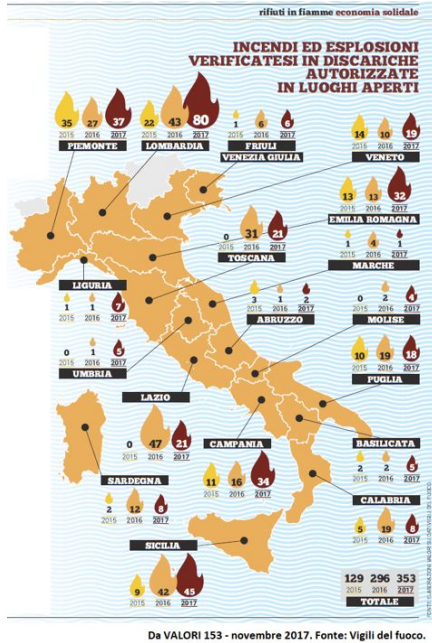 rifiuti in fiamme economia solidale
INCENDI ED ESPLOSIONI
VERIFICATESI IN DISCARICHE
AUTORIZZATE
IN LUOGHI APERTI
35 27 37
2015 2016 2017
PIEMONTE
22 43 80
2015 2016 2017
LOMBARDIA
1 6 6
2015 2016 2017
FRIULI
VENEZIA GIULIA
14 10 19
2015 2016 2017
VENETO
13 13 32
2015 2016 2017
EMILIA ROMAGNA
0 31 21
2015 2016 2017
TOSCANA
1 4 1
2015 2016 2017
MARCHE
LIGURIA
1 1 7
2015 2016 2017
3 1 2
2015 2016 2017
ABRUZZO
0 2 4
2015 2016 2017
MOLISE
0 1 5
2015 2016 2017
UMBRIA
10 19 18
2015 2016 2017
PUGLIA
LAZIO
0 47 21
2015 2016 2017
CAMPANIA
11 16 34
2015 2016 2017
BASILICATA
2 2 5
2015 2016 2017
SARDEGNA
2 12 8
2015 2016 2017
CALABRIA
5 19 8
2015 2016 2017
SICILIA
9 42 45
2015 2016 2017
129 296 353
2015 2016 2017
TOTALE
FONTE: ELABORAZIONI VALORI SU DATI VIGILI DEL FUOCO
Da VALORI 153 - novembre 2017. Fonte: Vigili del fuoco.